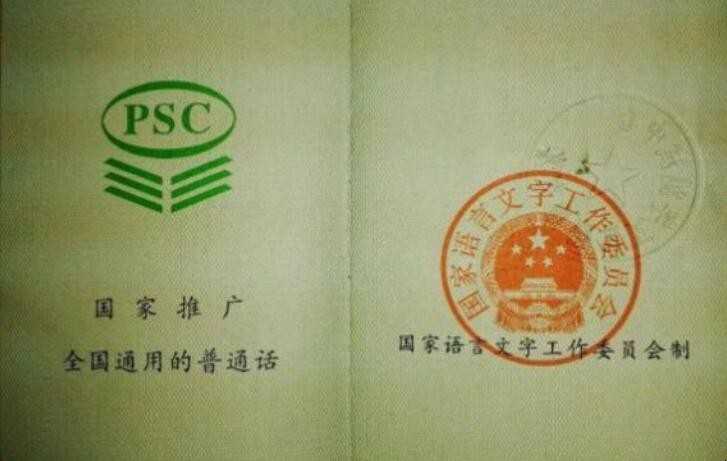 PSC
国家推广
全国通用的普通话
国家语言文字工作委员会
国家语言文字工作委员会制